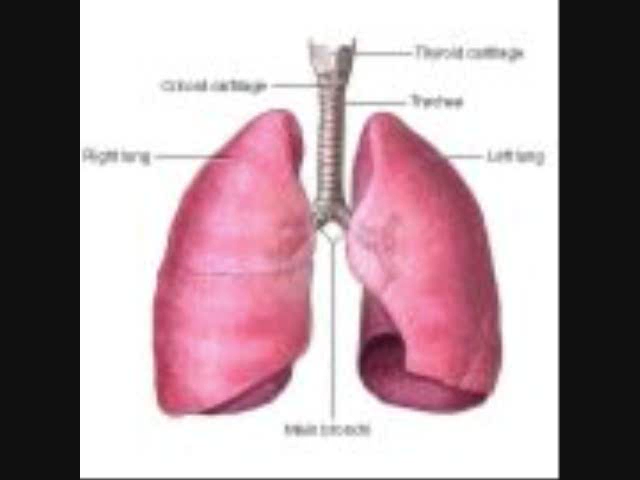 Thyroid cartilage
Cricoid cartilage
Trachea
Right lung
Left lung
Main bronchi